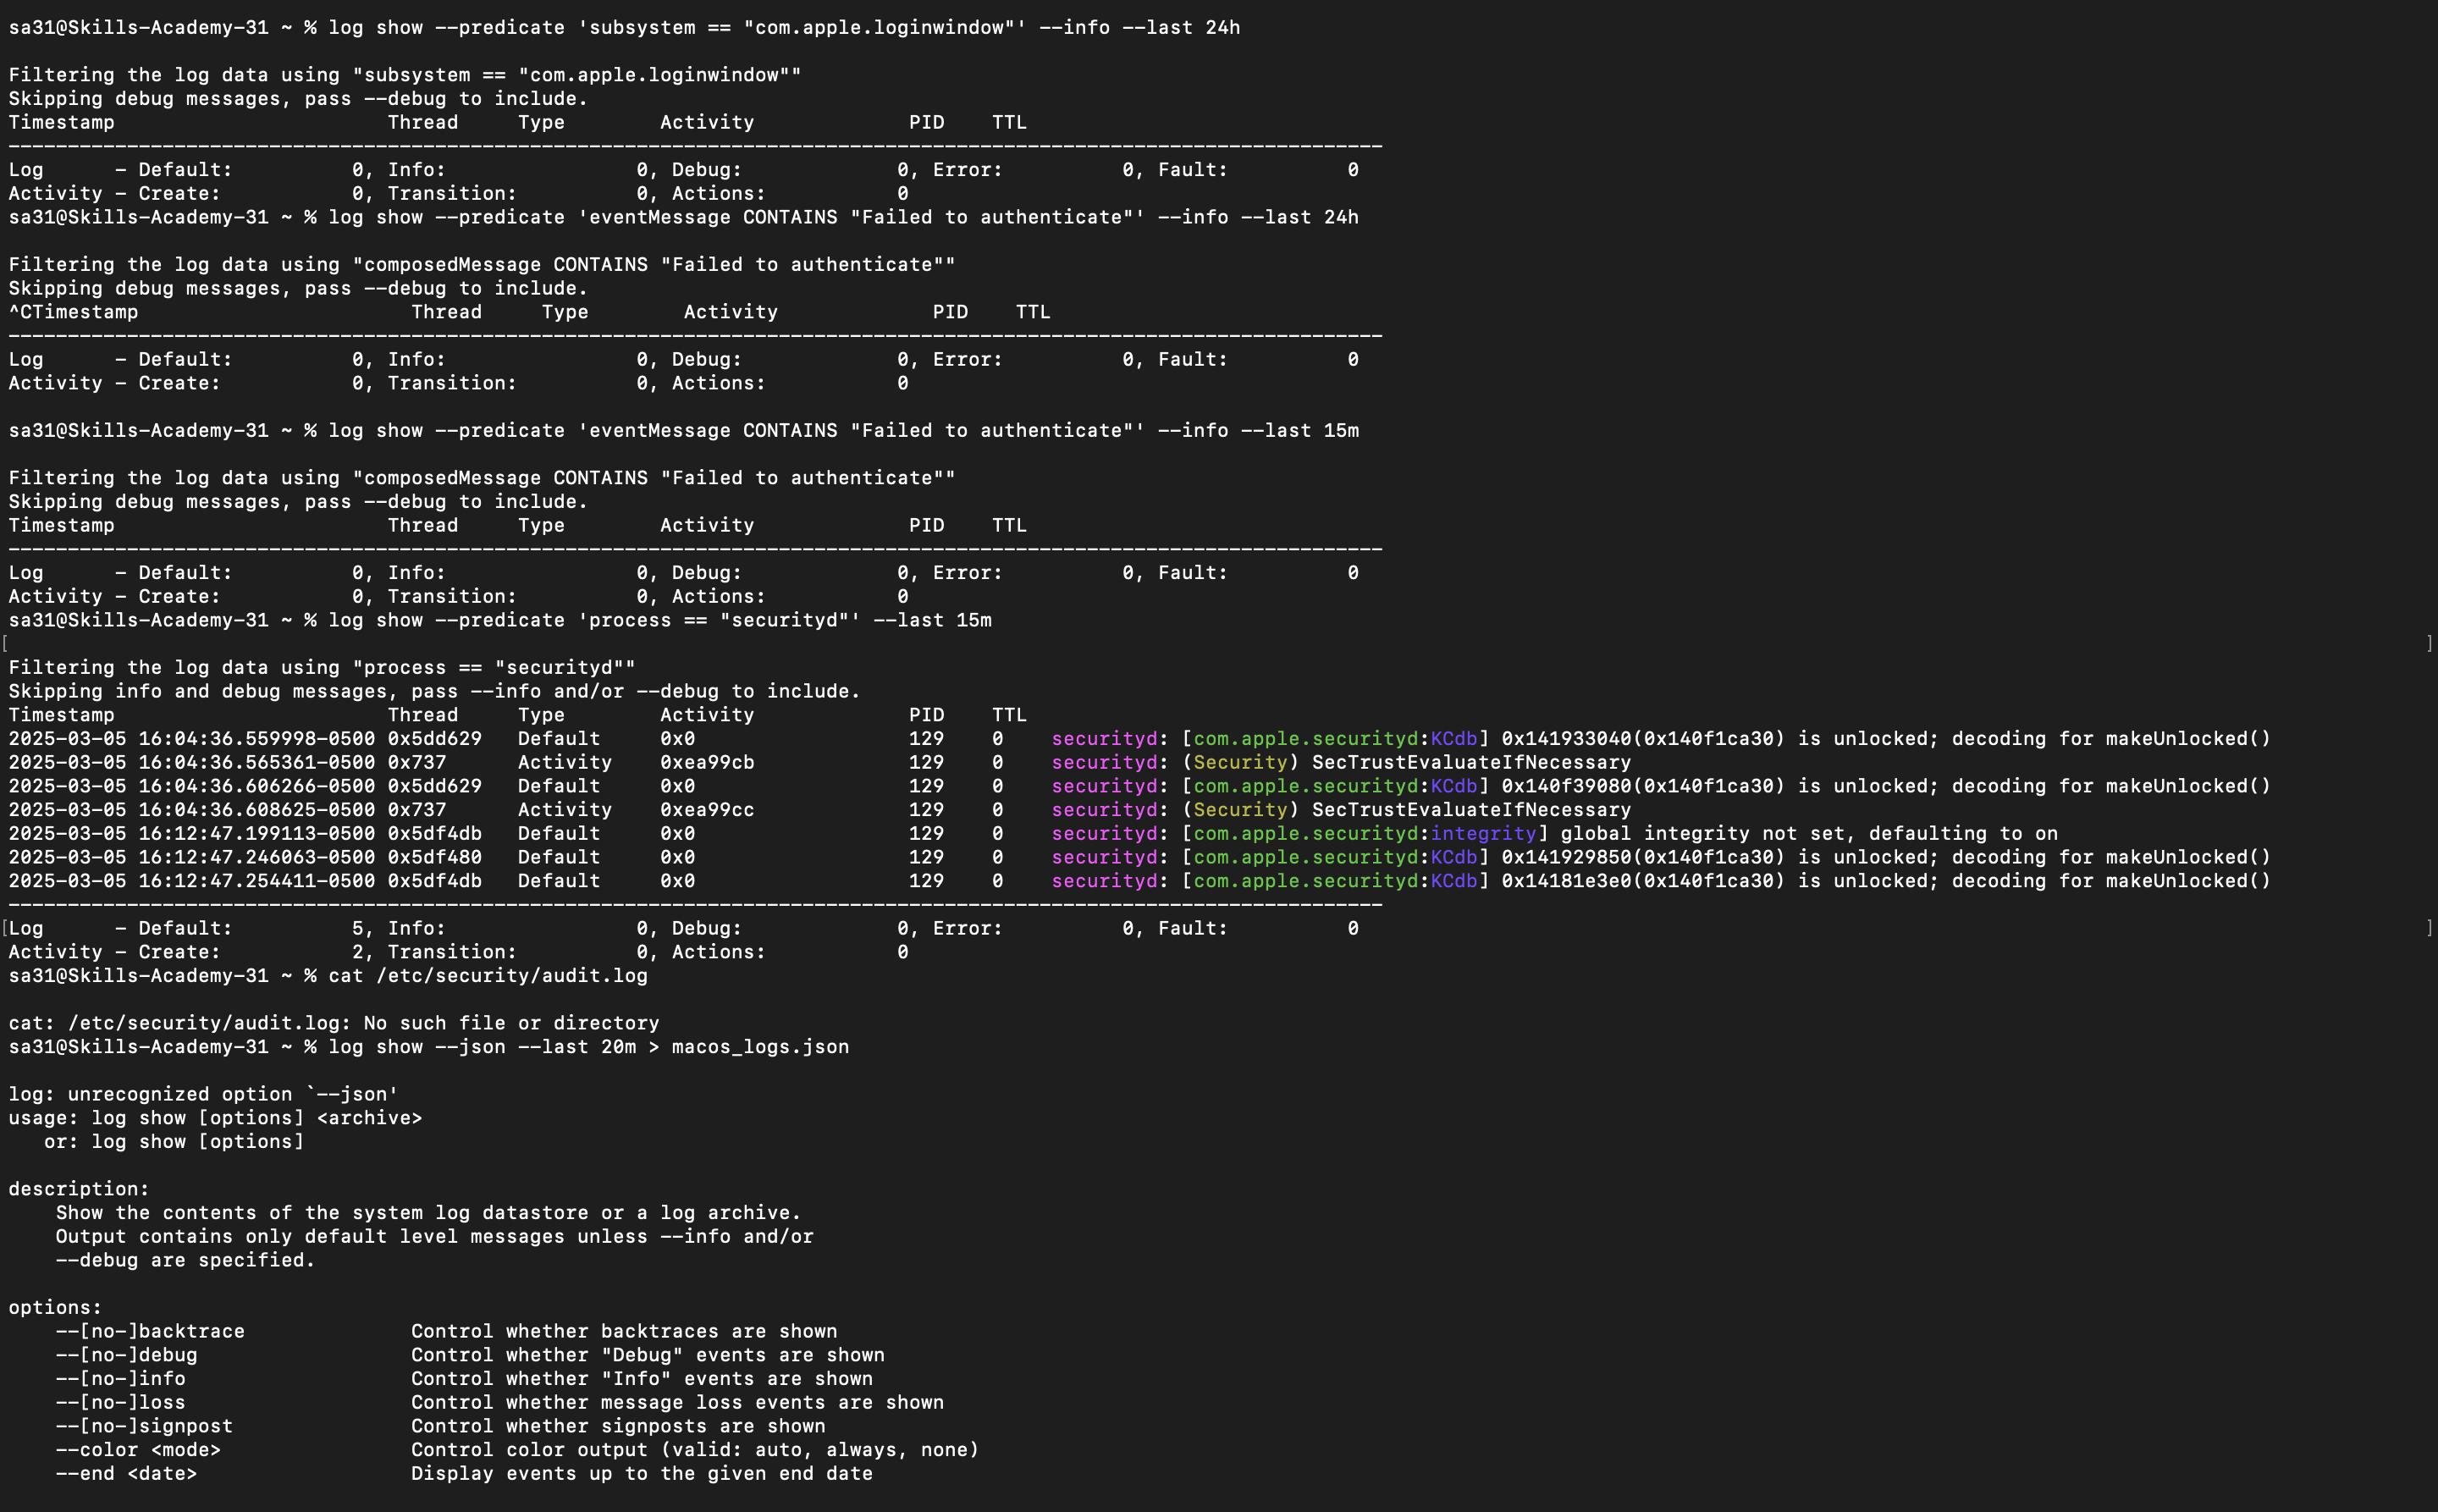 sa31@Skills-Academy-31 ~ % log show --predicate 'subsystem == "com.apple.loginwindow"' --info --last 24h
Filtering the log data using "subsystem == "com.apple.loginwindow""
Skipping debug messages, pass --debug to include.
Timestamp                       Thread     Type        Activity             PID    TTL
--------------------------------------------------------------------------------------------------------------------
Log      - Default:          0, Info:                0, Debug:             0, Error:          0, Fault:          0
Activity - Create:           0, Transition:          0, Actions:           0
sa31@Skills-Academy-31 ~ % log show --predicate 'eventMessage CONTAINS "Failed to authenticate"' --info --last 24h
Filtering the log data using "composedMessage CONTAINS "Failed to authenticate""
Skipping debug messages, pass --debug to include.
^CTimestamp                       Thread     Type        Activity             PID    TTL
--------------------------------------------------------------------------------------------------------------------
Log      - Default:          0, Info:                0, Debug:             0, Error:          0, Fault:          0
Activity - Create:           0, Transition:          0, Actions:           0
sa31@Skills-Academy-31 ~ % log show --predicate 'eventMessage CONTAINS "Failed to authenticate"' --info --last 15m
Filtering the log data using "composedMessage CONTAINS "Failed to authenticate""
Skipping debug messages, pass --debug to include.
Timestamp                       Thread     Type        Activity             PID    TTL
--------------------------------------------------------------------------------------------------------------------
Log      - Default:          0, Info:                0, Debug:             0, Error:          0, Fault:          0
Activity - Create:           0, Transition:          0, Actions:           0
sa31@Skills-Academy-31 ~ % log show --predicate 'process == "securityd"' --last 15m
[ ]
Filtering the log data using "process == "securityd""
Skipping info and debug messages, pass --info and/or --debug to include.
Timestamp                       Thread     Type        Activity             PID    TTL
2025-03-05 16:04:36.559998-0500 0x5dd629   Default     0x0                  129    0    securityd: [com.apple.securityd:KCdb] 0x141933040(0x140f1ca30) is unlocked; decoding for makeUnlocked()
2025-03-05 16:04:36.565361-0500 0x737      Activity    0xea99cb             129    0    securityd: (Security) SecTrustEvaluateIfNecessary
2025-03-05 16:04:36.606266-0500 0x5dd629   Default     0x0                  129    0    securityd: [com.apple.securityd:KCdb] 0x140f39080(0x140f1ca30) is unlocked; decoding for makeUnlocked()
2025-03-05 16:04:36.608625-0500 0x737      Activity    0xea99cc             129    0    securityd: (Security) SecTrustEvaluateIfNecessary
2025-03-05 16:12:47.199113-0500 0x5df4db   Default     0x0                  129    0    securityd: [com.apple.securityd:integrity] global integrity not set, defaulting to on
2025-03-05 16:12:47.246063-0500 0x5df480   Default     0x0                  129    0    securityd: [com.apple.securityd:KCdb] 0x141929850(0x140f1ca30) is unlocked; decoding for makeUnlocked()
2025-03-05 16:12:47.254411-0500 0x5df4db   Default     0x0                  129    0    securityd: [com.apple.securityd:KCdb] 0x14181e3e0(0x140f1ca30) is unlocked; decoding for makeUnlocked()
--------------------------------------------------------------------------------------------------------------------
[Log      - Default:          5, Info:                0, Debug:             0, Error:          0, Fault:          0 ]
Activity - Create:           2, Transition:          0, Actions:           0
sa31@Skills-Academy-31 ~ % cat /etc/security/audit.log
cat: /etc/security/audit.log: No such file or directory
sa31@Skills-Academy-31 ~ % log show --json --last 20m > macos_logs.json
log: unrecognized option `--json'
usage: log show [options] <archive>
   or: log show [options]
description:
    Show the contents of the system log datastore or a log archive.
    Output contains only default level messages unless --info and/or
    --debug are specified.
options:
    --[no-]backtrace              Control whether backtraces are shown
    --[no-]debug                  Control whether "Debug" events are shown
    --[no-]info                   Control whether "Info" events are shown
    --[no-]loss                   Control whether message loss events are shown
    --[no-]signpost               Control whether signposts are shown
    --color <mode>                Control color output (valid: auto, always, none)
    --end <date>                  Display events up to the given end date